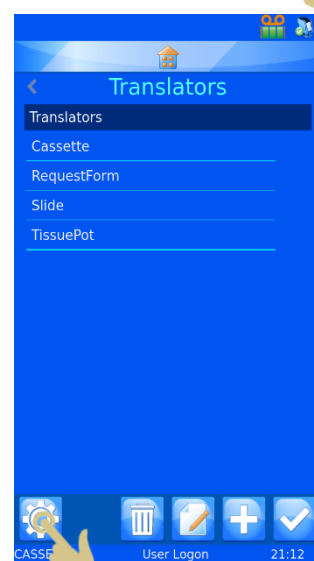 Translators
Translators
Cassette
RequestForm
Slide
TissuePot
User Logon 21:12